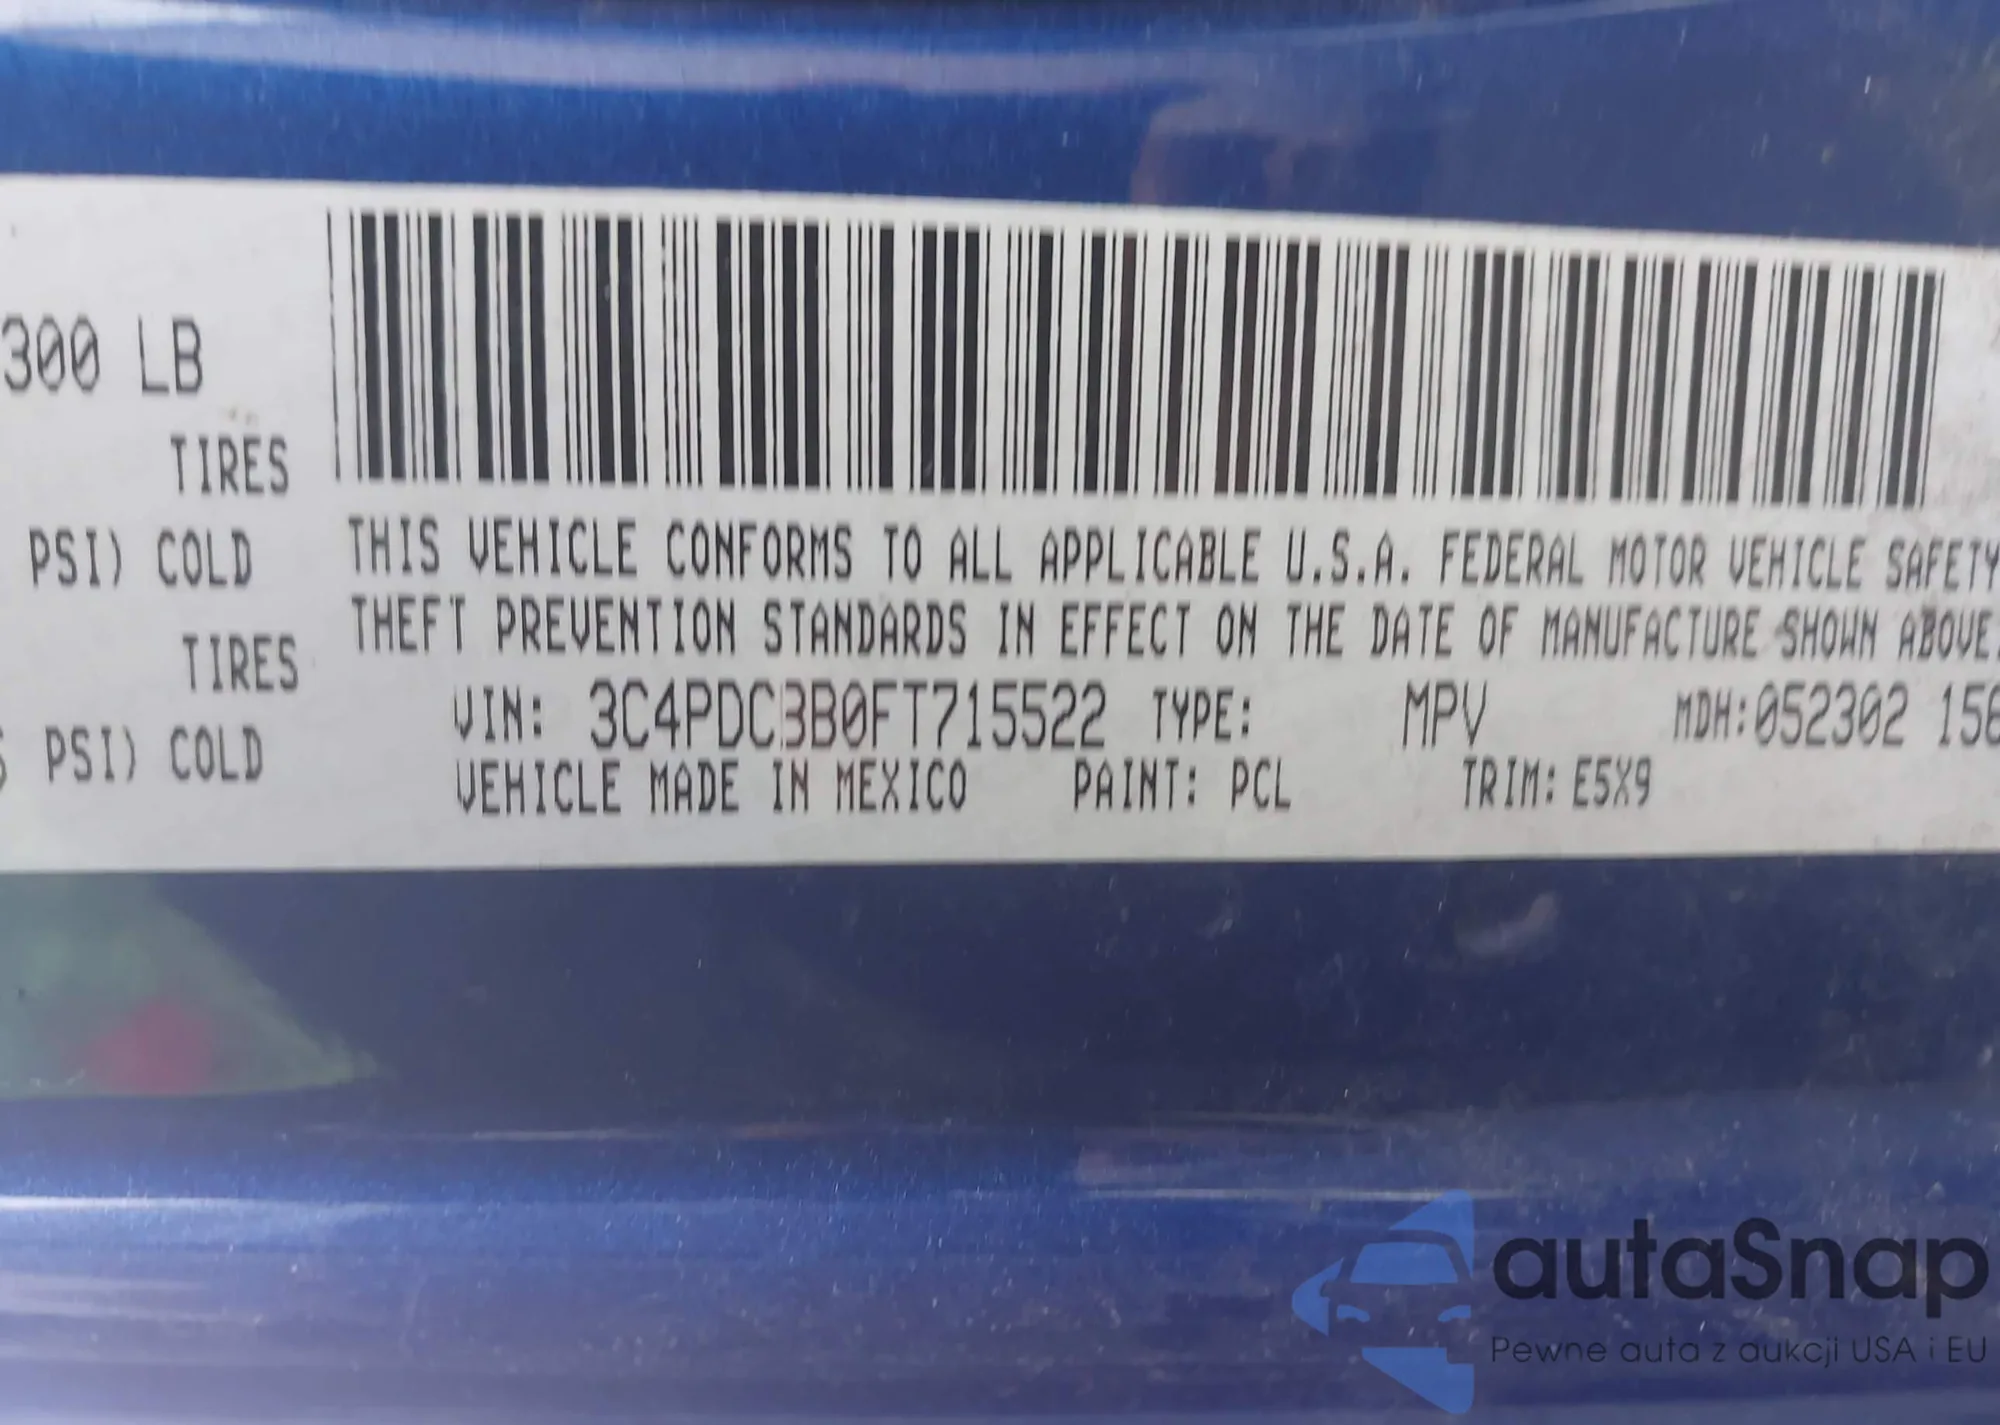 300 LB
TIRES
PSI) COLD
TIRES
PSI) COLD
THIS VEHICLE CONFORMS TO ALL APPLICABLE U.S.A. FEDERAL MOTOR VEHICLE SAFETY
THEFT PREVENTION STANDARDS IN EFFECT ON THE DATE OF MANUFACTURE SHOWN ABOVE.
VIN: 3C4PDCBB0FT715522 TYPE: MPV MDH:052302 156
VEHICLE MADE IN MEXICO PAINT: PCL TRIM: E5X9
autaSnap
Pewne auta z aukcji USA i EU